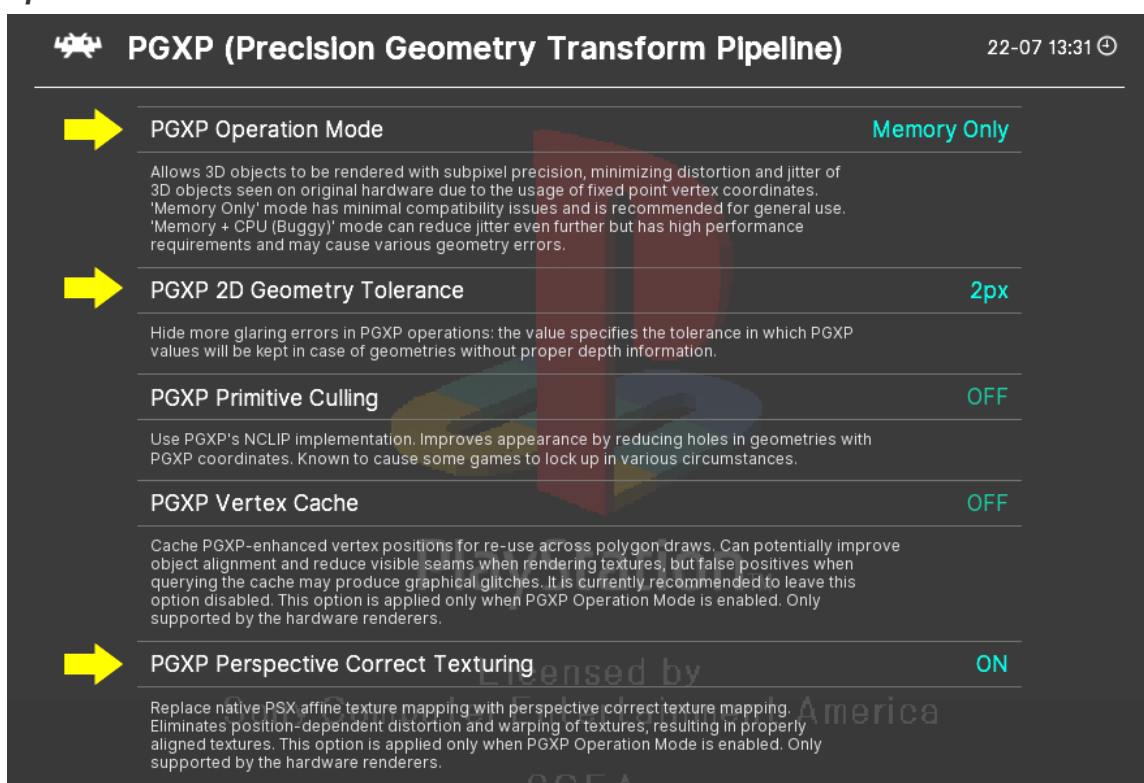 PGXP (Precision Geometry Transform Pipeline)
22-07 13:31
PGXP Operation Mode
Memory Only
Allows 3D objects to be rendered with subpixel precision, minimizing distortion and jitter of
3D objects seen on original hardware due to the usage of fixed point vertex coordinates.
'Memory Only' mode has minimal compatibility issues and is recommended for general use.
'Memory + CPU (Buggy)' mode can reduce jitter even further but has high performance
requirements and may cause various geometry errors.
PGXP 2D Geometry Tolerance
2px
Hide more glaring errors in PGXP operations: the value specifies the tolerance in which PGXP
values will be kept in case of geometries without proper depth information.
PGXP Primitive Culling
OFF
Use PGXP's NCLIP implementation. Improves appearance by reducing holes in geometries with
PGXP coordinates. Known to cause some games to lock up in various circumstances.
PGXP Vertex Cache
OFF
Cache PGXP-enhanced vertex positions for re-use across polygon draws. Can potentially improve
object alignment and reduce visible seams when rendering textures, but false positives when
querying the cache may produce graphical glitches. It is currently recommended to leave this
option disabled. This option is applied only when PGXP Operation Mode is enabled. Only
supported by the hardware renderers.
PlayStation
TM
PGXP Perspective Correct Texturing
ON
Licensed by
Replace native PSX affine texture mapping with perspective correct texture mapping.
Eliminates position-dependent distortion and warping of textures, resulting in properly
aligned textures. This option is applied only when PGXP Operation Mode is enabled. Only
supported by the hardware renderers.
Sony Computer Entertainment America
SCEA